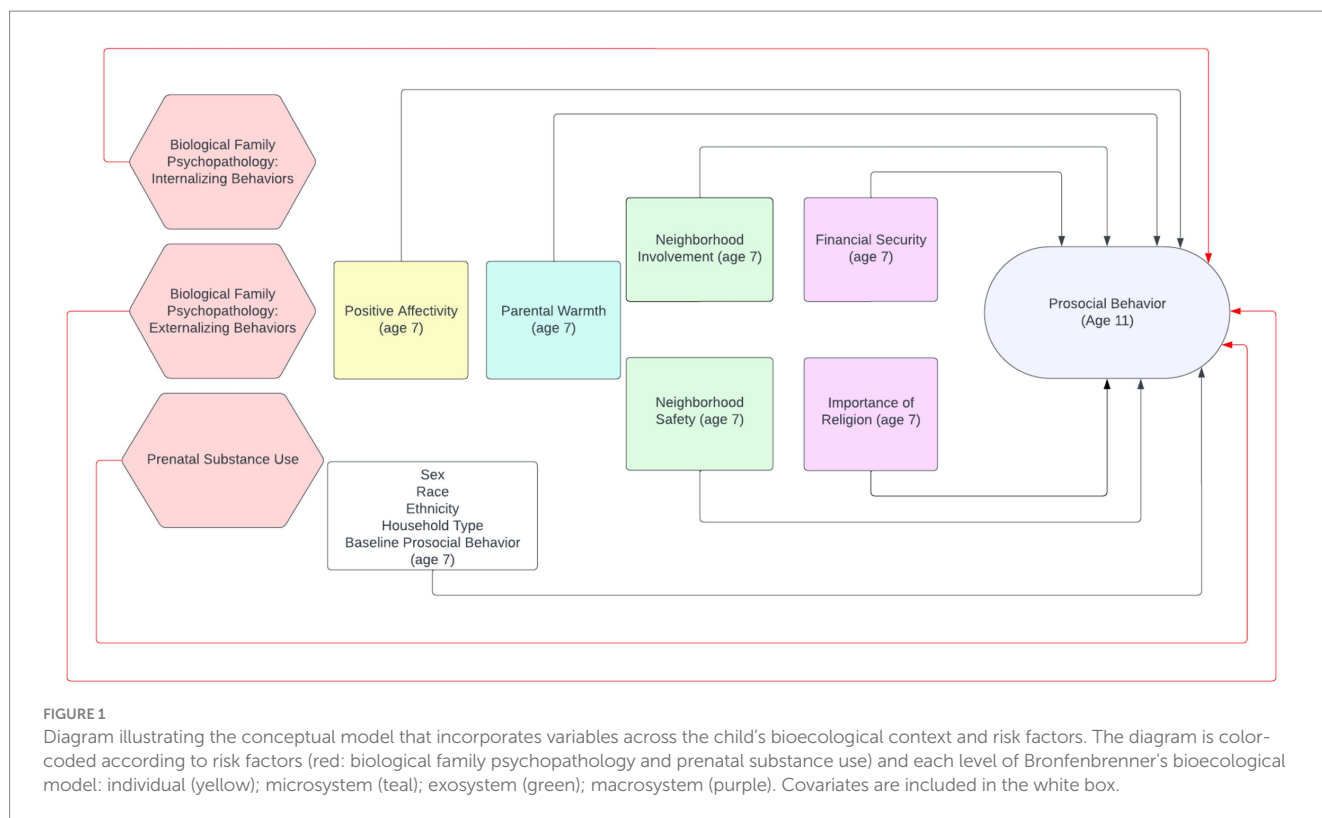 Biological Family
Psychopathology:
Internalizing Behaviors
Biological Family
Psychopathology:
Externalizing Behaviors
Prenatal Substance Use
Positive Affectivity
(age 7)
Parental Warmth
(age 7)
Neighborhood
Involvement (age 7)
Financial Security
(age 7)
Neighborhood
Safety (age 7)
Importance of
Religion (age 7)
Prosocial Behavior
(Age 11)
Sex
Race
Ethnicity
Household Type
Baseline Prosocial Behavior
(age 7)
FIGURE 1
Diagram illustrating the conceptual model that incorporates variables across the child's bioecological context and risk factors. The diagram is color-
coded according to risk factors (red: biological family psychopathology and prenatal substance use) and each level of Bronfenbrenner's bioecological
model: individual (yellow); microsystem (teal); exosystem (green); macrosystem (purple). Covariates are included in the white box.